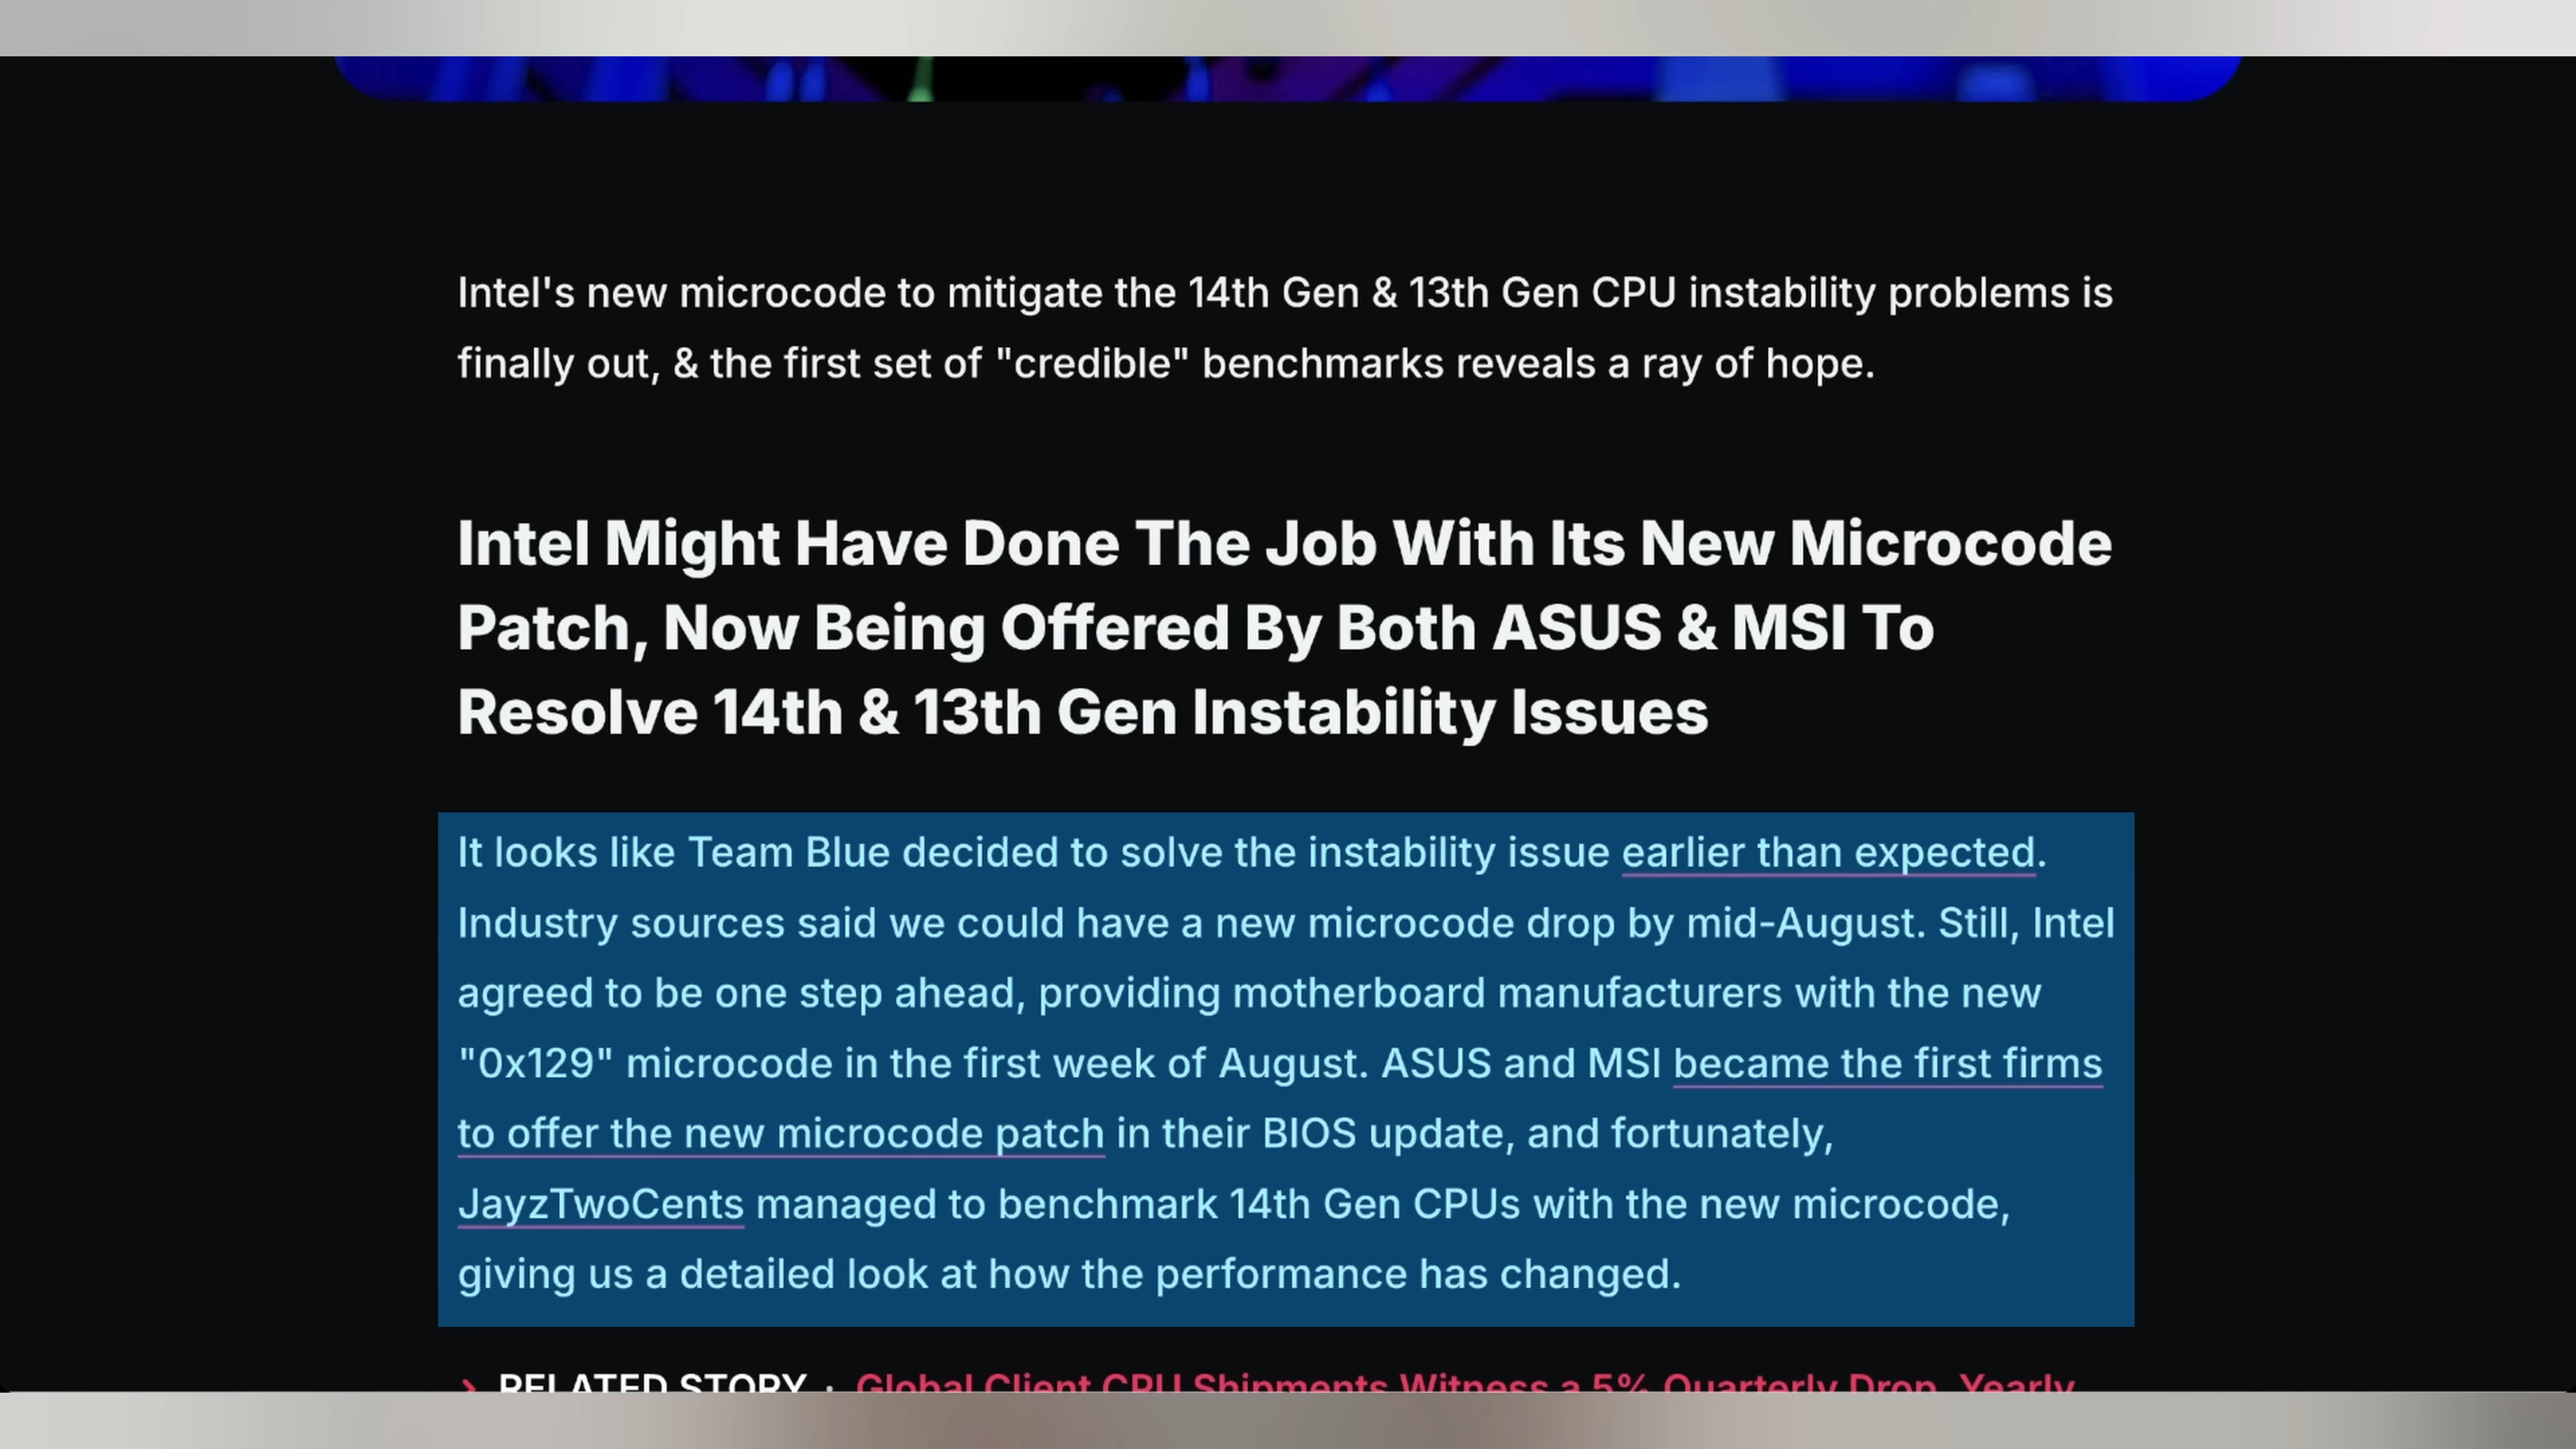 Intel's new microcode to mitigate the 14th Gen & 13th Gen CPU instability problems is
finally out, & the first set of "credible" benchmarks reveals a ray of hope.
Intel Might Have Done The Job With Its New Microcode
Patch, Now Being Offered By Both ASUS & MSI To
Resolve 14th & 13th Gen Instability Issues
It looks like Team Blue decided to solve the instability issue earlier than expected.
Industry sources said we could have a new microcode drop by mid-August. Still, Intel
agreed to be one step ahead, providing motherboard manufacturers with the new
"0x129" microcode in the first week of August. ASUS and MSI became the first firms
to offer the new microcode patch in their BIOS update, and fortunately,
JayzTwoCents managed to benchmark 14th Gen CPUs with the new microcode,
giving us a detailed look at how the performance has changed.
RELATED STORY · Global Client CPU Shipments Witness a 5% Quarterly Drop, Yearly